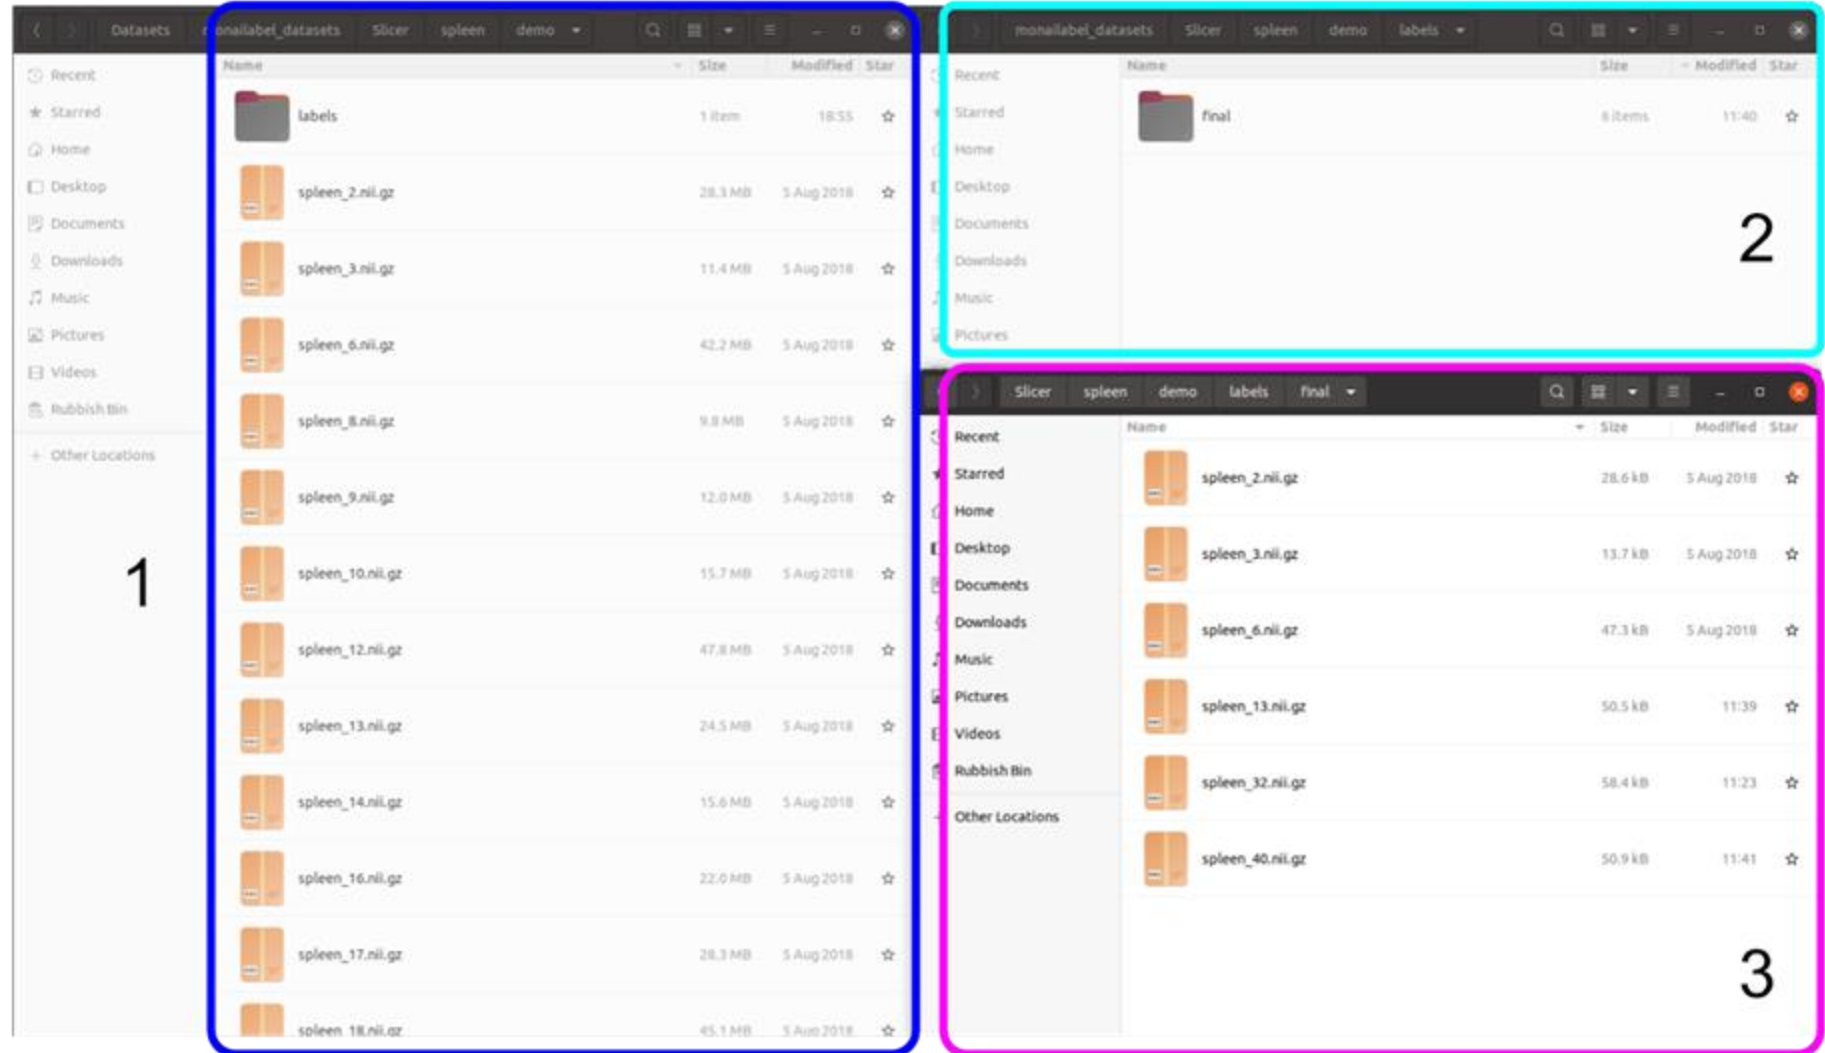 Datasets monailabel_datasets Slicer spleen demo
Recent
Starred
Home
Desktop
Documents
Downloads
Music
Pictures
Videos
Rubbish Bin
+ Other Locations
1
Name Size Modified Star
labels 1 item 18:55
spleen_2.nii.gz 28.3 MB 5 Aug 2018
spleen_3.nii.gz 11.4 MB 5 Aug 2018
spleen_6.nii.gz 42.2 MB 5 Aug 2018
spleen_8.nii.gz 9.8 MB 5 Aug 2018
spleen_9.nii.gz 12.0 MB 5 Aug 2018
spleen_10.nii.gz 15.7 MB 5 Aug 2018
spleen_12.nii.gz 47.8 MB 5 Aug 2018
spleen_13.nii.gz 24.5 MB 5 Aug 2018
spleen_14.nii.gz 15.6 MB 5 Aug 2018
spleen_16.nii.gz 22.0 MB 5 Aug 2018
spleen_17.nii.gz 28.3 MB 5 Aug 2018
spleen_18.nii.gz 45.1 MB 5 Aug 2018
monailabel_datasets Slicer spleen demo labels
Recent
Starred
Home
Desktop
Documents
Downloads
Music
Pictures
Name Size Modified Star
final 6 items 11:40
2
Slicer spleen demo labels final
Recent
Starred
Home
Desktop
Documents
Downloads
Music
Pictures
Videos
Rubbish Bin
Other Locations
Name Size Modified Star
spleen_2.nii.gz 28.6 kB 5 Aug 2018
spleen_3.nii.gz 13.7 kB 5 Aug 2018
spleen_6.nii.gz 47.3 kB 5 Aug 2018
spleen_13.nii.gz 50.5 kB 11:39
spleen_32.nii.gz 58.4 kB 11:23
spleen_40.nii.gz 50.9 kB 11:41
3